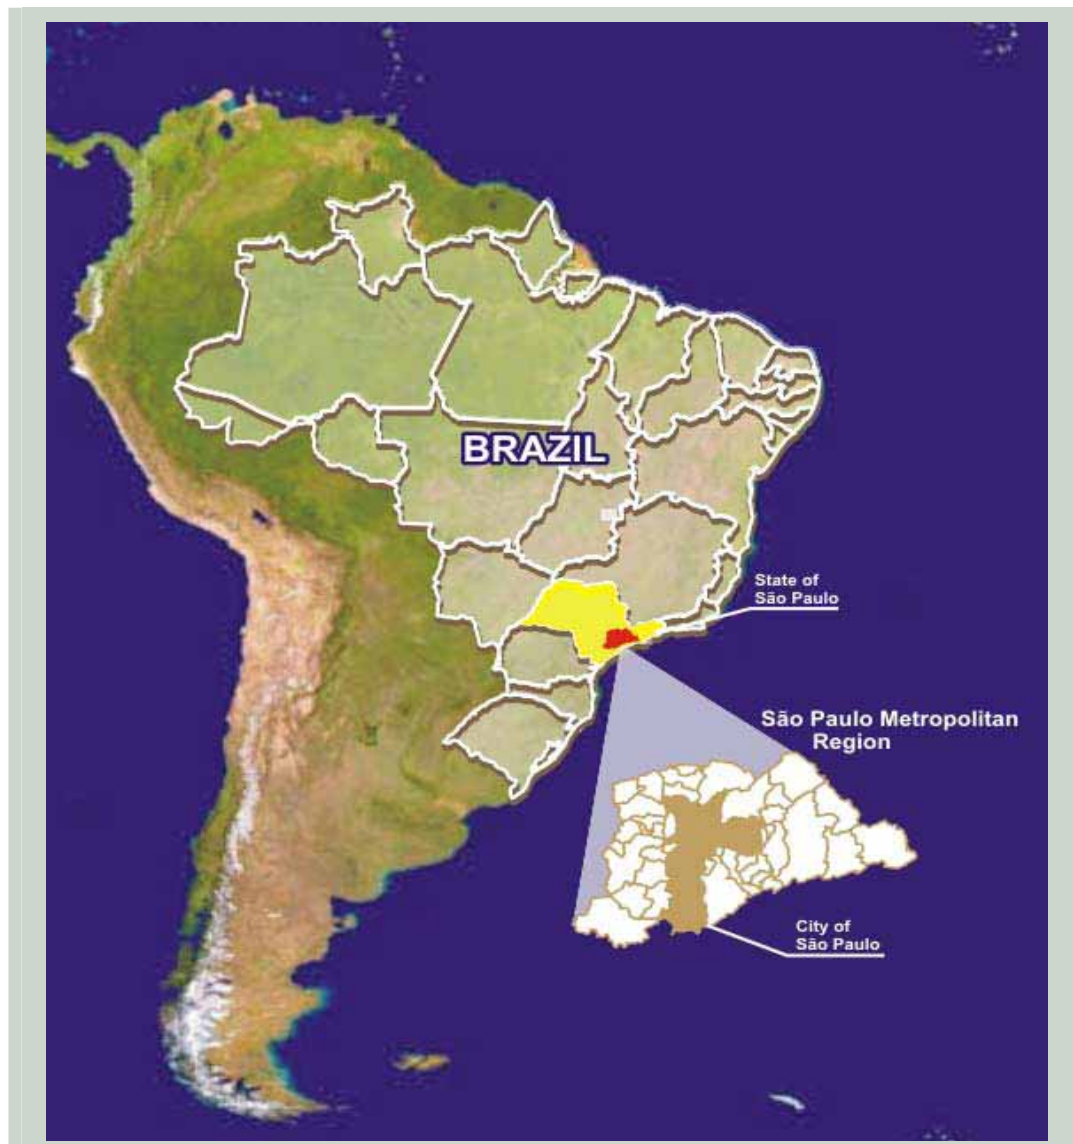 BRAZIL
State of
São Paulo
São Paulo Metropolitan
Region
City of
São Paulo